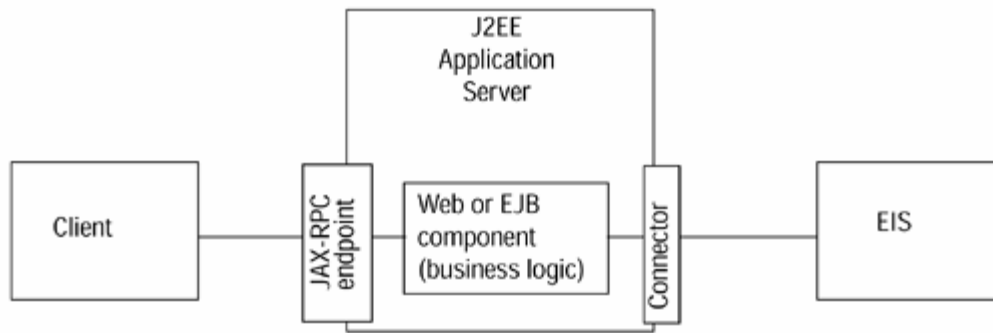 J2EE
Application
Server
Client
JAX-RPC
endpoint
Web or EJB
component
(business logic)
Connector
EIS